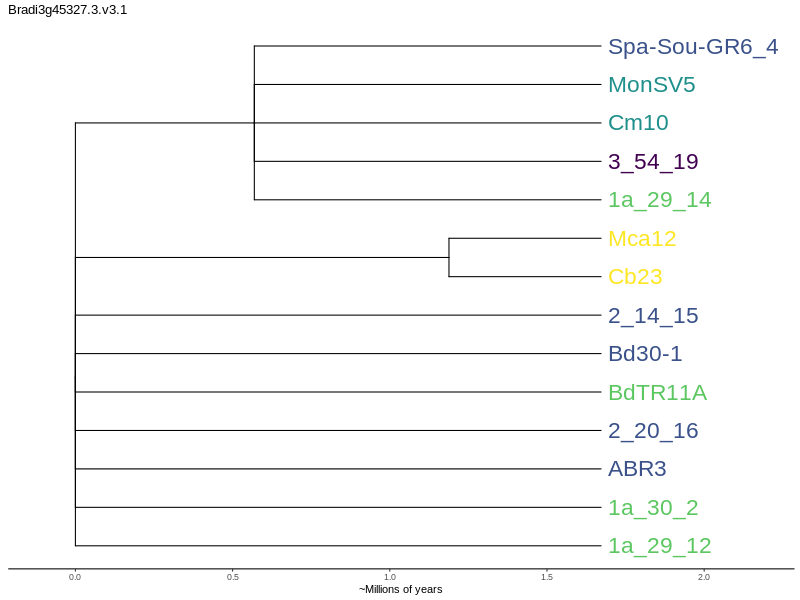 Bradi3g45327.3.v3.1
Spa-Sou-GR6_4
MonSV5
Cm10
3_54_19
1a_29_14
Mca12
Cb23
2_14_15
Bd30-1
BdTR11A
2_20_16
ABR3
1a_30_2
1a_29_12
0.0 0.5 1.0 1.5 2.0
~Millions of years